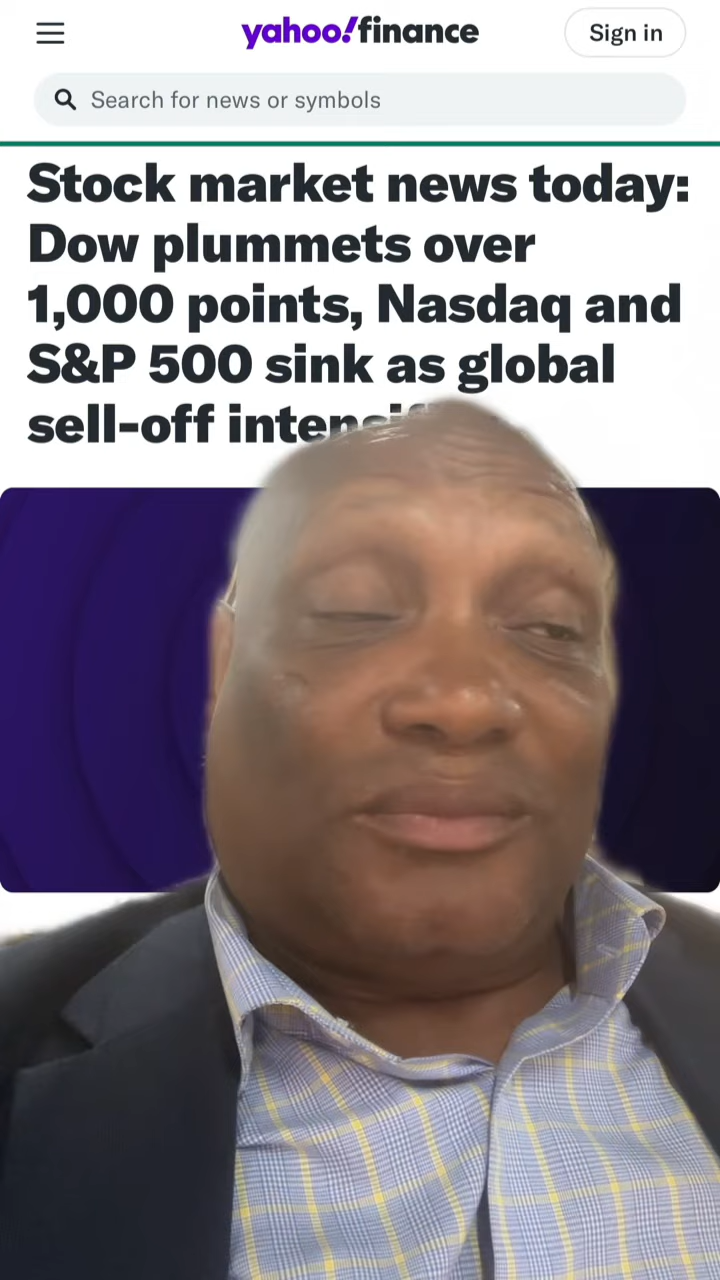 yahoo!finance
Sign in
Search for news or symbols
Stock market news today:
Dow plummets over
1,000 points, Nasdaq and
S&P 500 sink as global
sell-off